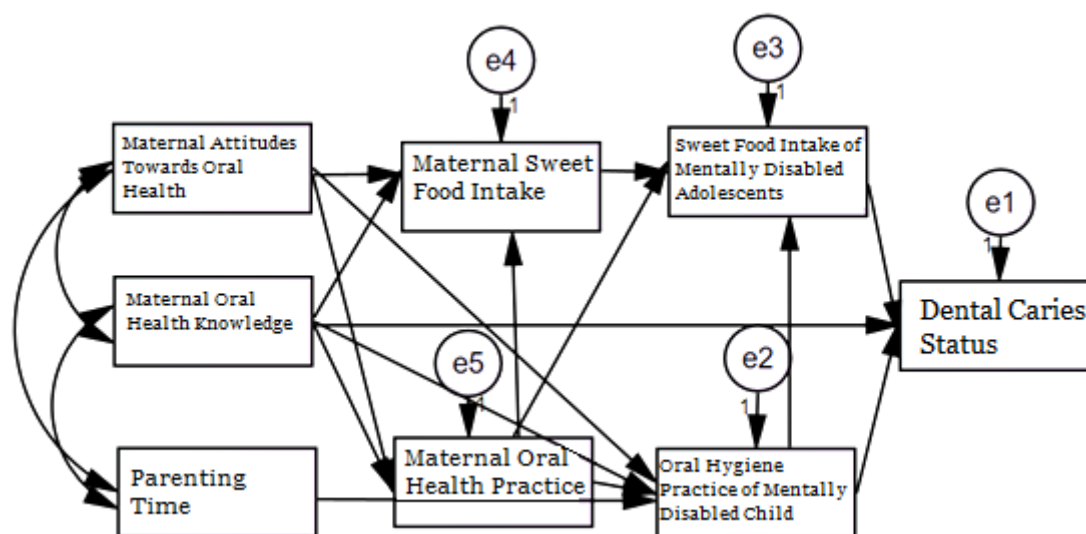 e4
1
e3
1
Maternal Attitudes
Towards Oral
Health
Maternal Sweet
Food Intake
Sweet Food Intake of
Mentally Disabled
Adolescents
e1
1
Maternal Oral
Health Knowledge
Dental Caries
Status
e5
1
e2
1
Parenting
Time
Maternal Oral
Health Practice
Oral Hygiene
Practice of Mentally
Disabled Child